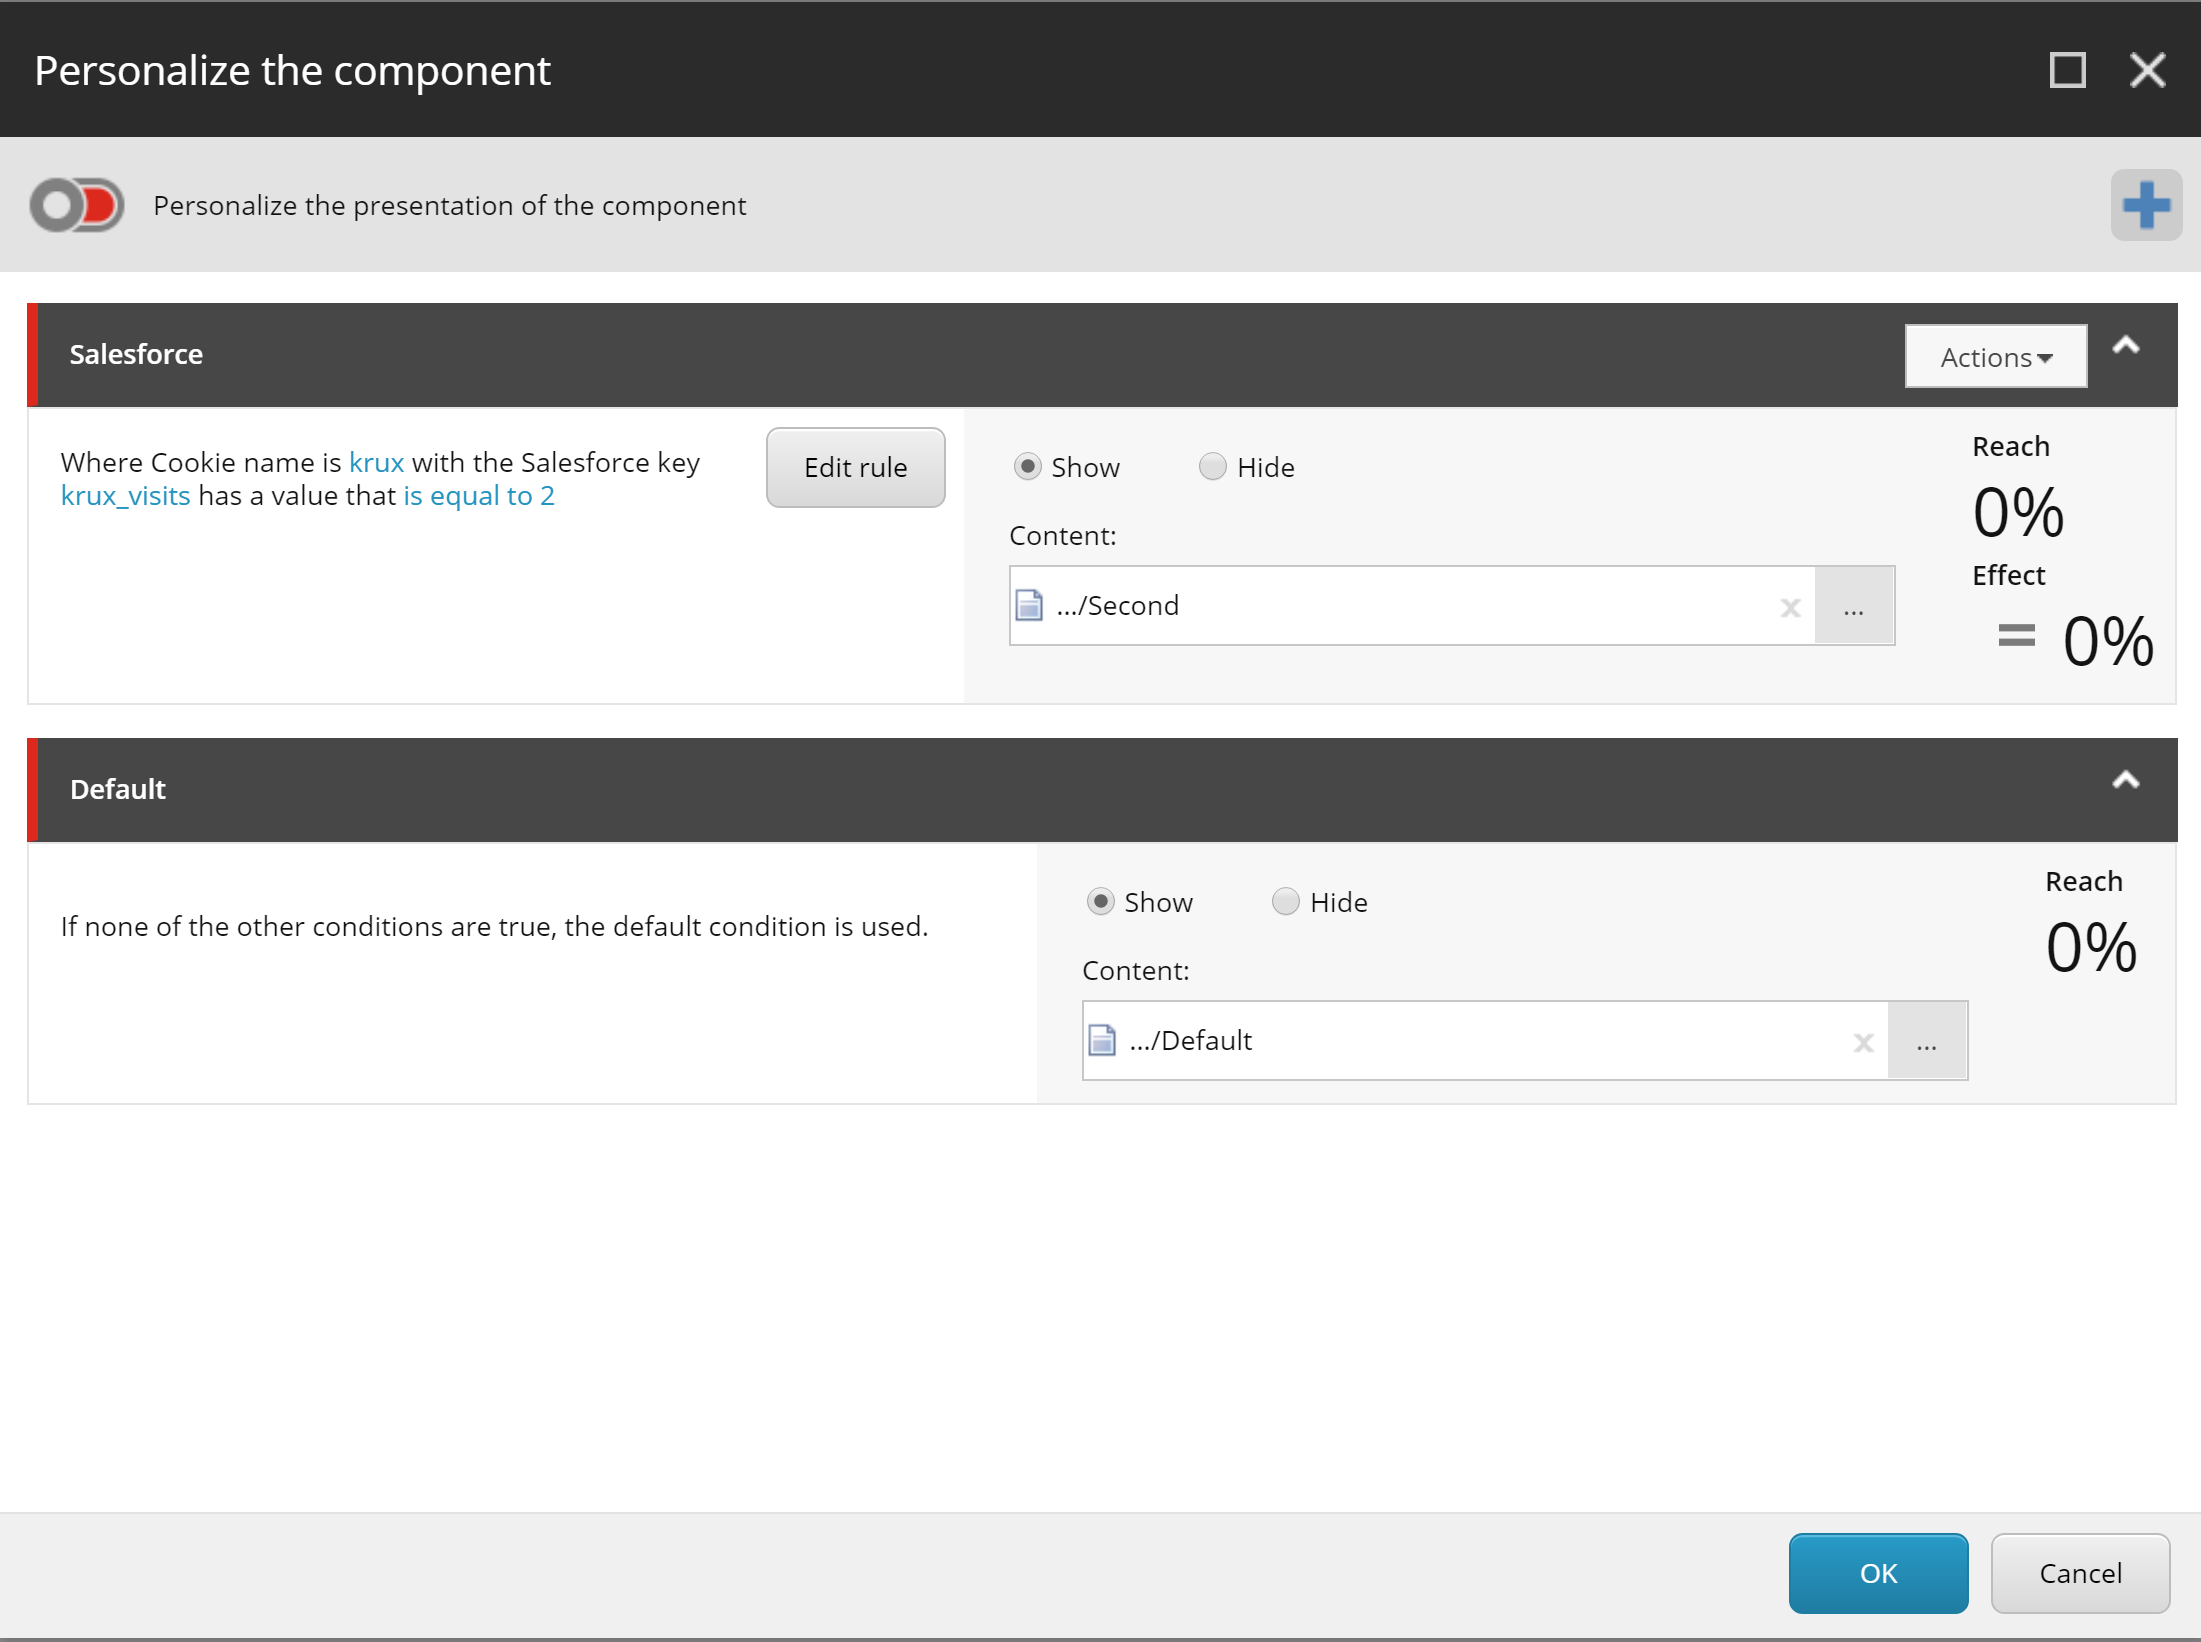 Personalize the component
Personalize the presentation of the component
Salesforce
Actions
Where Cookie name is krux with the Salesforce key
krux_visits has a value that is equal to 2
Edit rule
Show
Hide
Content:
.../Second
x
...
Reach
0%
Effect
= 0%
Default
If none of the other conditions are true, the default condition is used.
Show
Hide
Content:
.../Default
x
...
Reach
0%
OK
Cancel